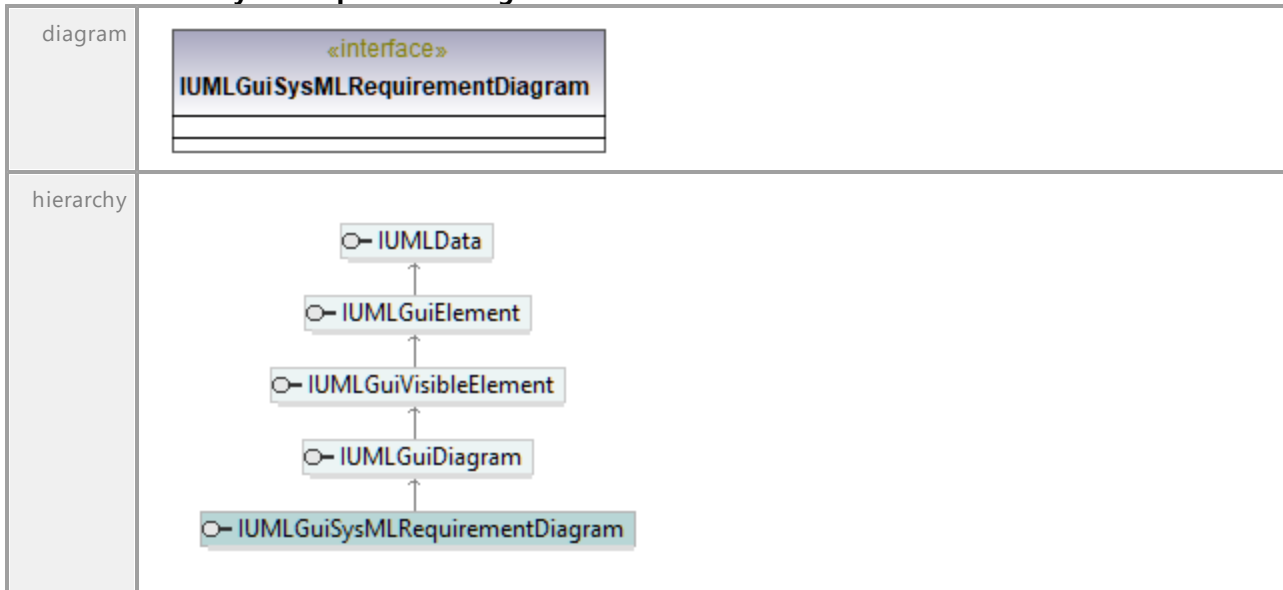 diagram
«interface»
IUMLGuiSysMLRequirementDiagram
hierarchy
IUMLData
IUMLGuiElement
IUMLGuiVisibleElement
IUMLGuiDiagram
IUMLGuiSysMLRequirementDiagram